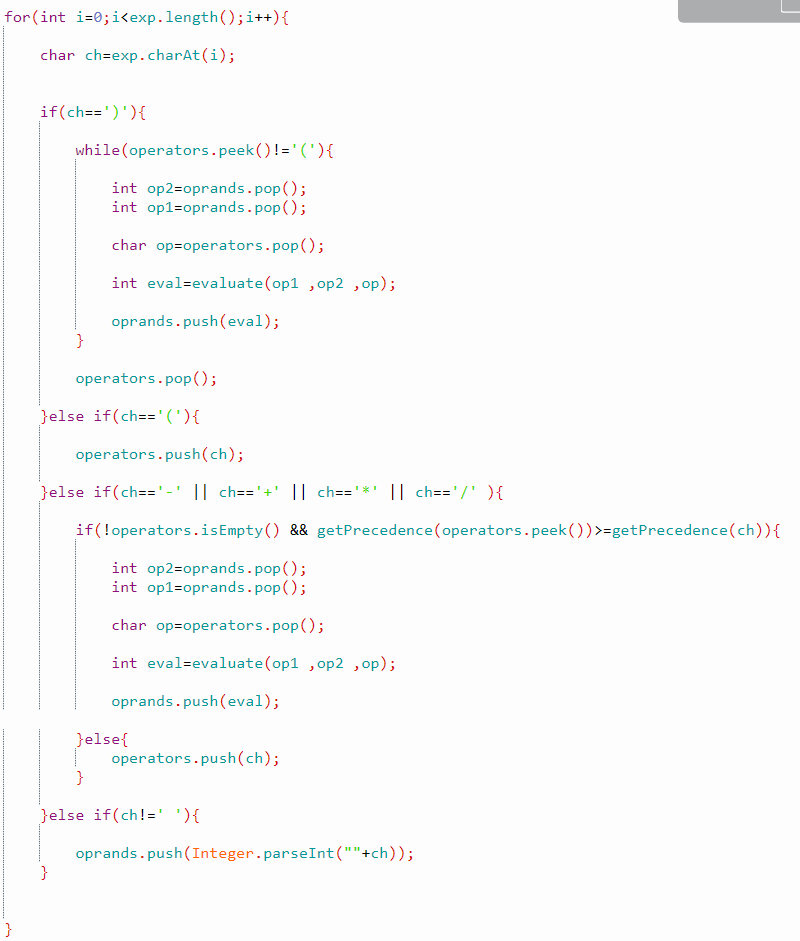 for(int i=0;i<exp.length();i++){
char ch=exp.charAt(i);
if(ch==')'){
while(operators.peek()!='('){
int op2=oprands.pop();
int op1=oprands.pop();
char op=operators.pop();
int eval=evaluate(op1 ,op2 ,op);
oprands.push(eval);
}
operators.pop();
}else if(ch=='('){
operators.push(ch);
}else if(ch=='-' || ch=='+' || ch=='*' || ch=='/' ){
if(!operators.isEmpty() && getPrecedence(operators.peek())>=getPrecedence(ch)){
int op2=oprands.pop();
int op1=oprands.pop();
char op=operators.pop();
int eval=evaluate(op1 ,op2 ,op);
oprands.push(eval);
}else{
operators.push(ch);
}
}else if(ch!=' '){
oprands.push(Integer.parseInt(""+ch));
}
}